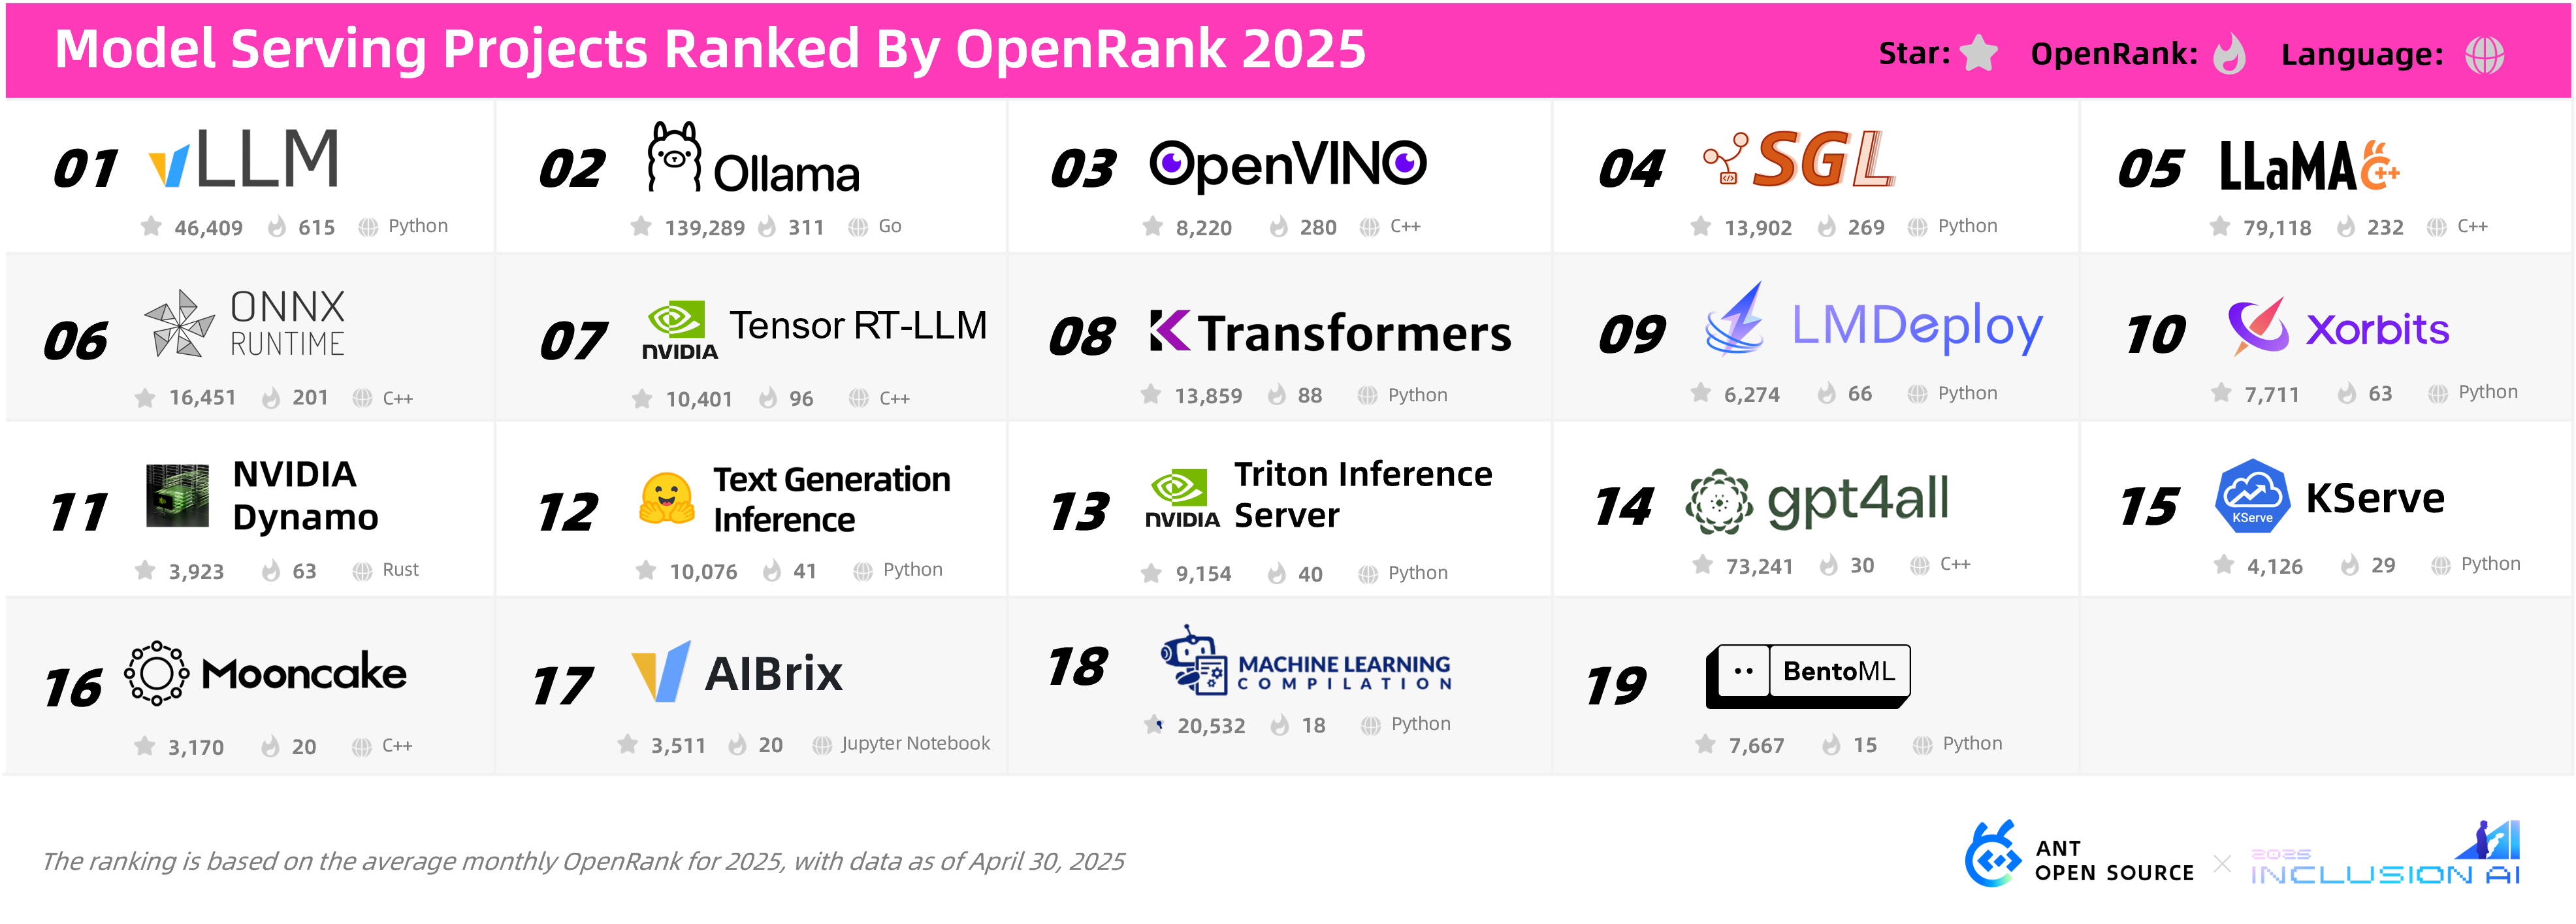 Model Serving Projects Ranked By OpenRank 2025
Star: OpenRank: Language:
01 vLLM
46,409 615 Python
02 Ollama
139,289 311 Go
03 OpenVINO
8,220 280 C++
04 SGL
13,902 269 Python
05 LLaMA C++
79,118 232 C++
06 ONNX
RUNTIME
16,451 201 C++
07 NVIDIA Tensor RT-LLM
10,401 96 C++
08 KTransformers
13,859 88 Python
09 LMDeploy
6,274 66 Python
10 Xorbits
7,711 63 Python
11 NVIDIA
Dynamo
3,923 63 Rust
12 Text Generation
Inference
10,076 41 Python
13 NVIDIA Triton Inference
Server
9,154 40 Python
14 gpt4all
73,241 30 C++
15 KServe KServe
4,126 29 Python
16 Mooncake
3,170 20 C++
17 AIBrix
3,511 20 Jupyter Notebook
18 MACHINE LEARNING
COMPILATION
20,532 18 Python
19 BentoML
7,667 15 Python
The ranking is based on the average monthly OpenRank for 2025, with data as of April 30, 2025
ANT
OPEN SOURCE
×
2025
INCLUSION AI